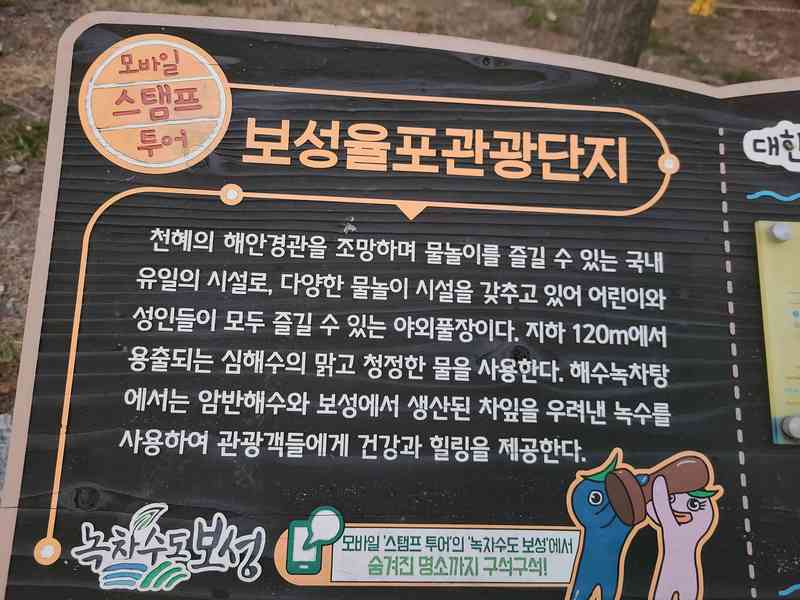 모바일
스탬프
투어
보성율포관광단지
천혜의 해안경관을 조망하며 물놀이를 즐길 수 있는 국내
유일의 시설로, 다양한 물놀이 시설을 갖추고 있어 어린이와
성인들이 모두 즐길 수 있는 야외풀장이다. 지하 120m에서
용출되는 심해수의 맑고 청정한 물을 사용한다. 해수녹차탕
에서는 암반해수와 보성에서 생산된 차잎을 우려낸 녹수를
사용하여 관광객들에게 건강과 힐링을 제공한다.
녹차수도보성
모바일 '스탬프 투어'의 '녹차수도 보성'에서
숨겨진 명소까지 구석구석!